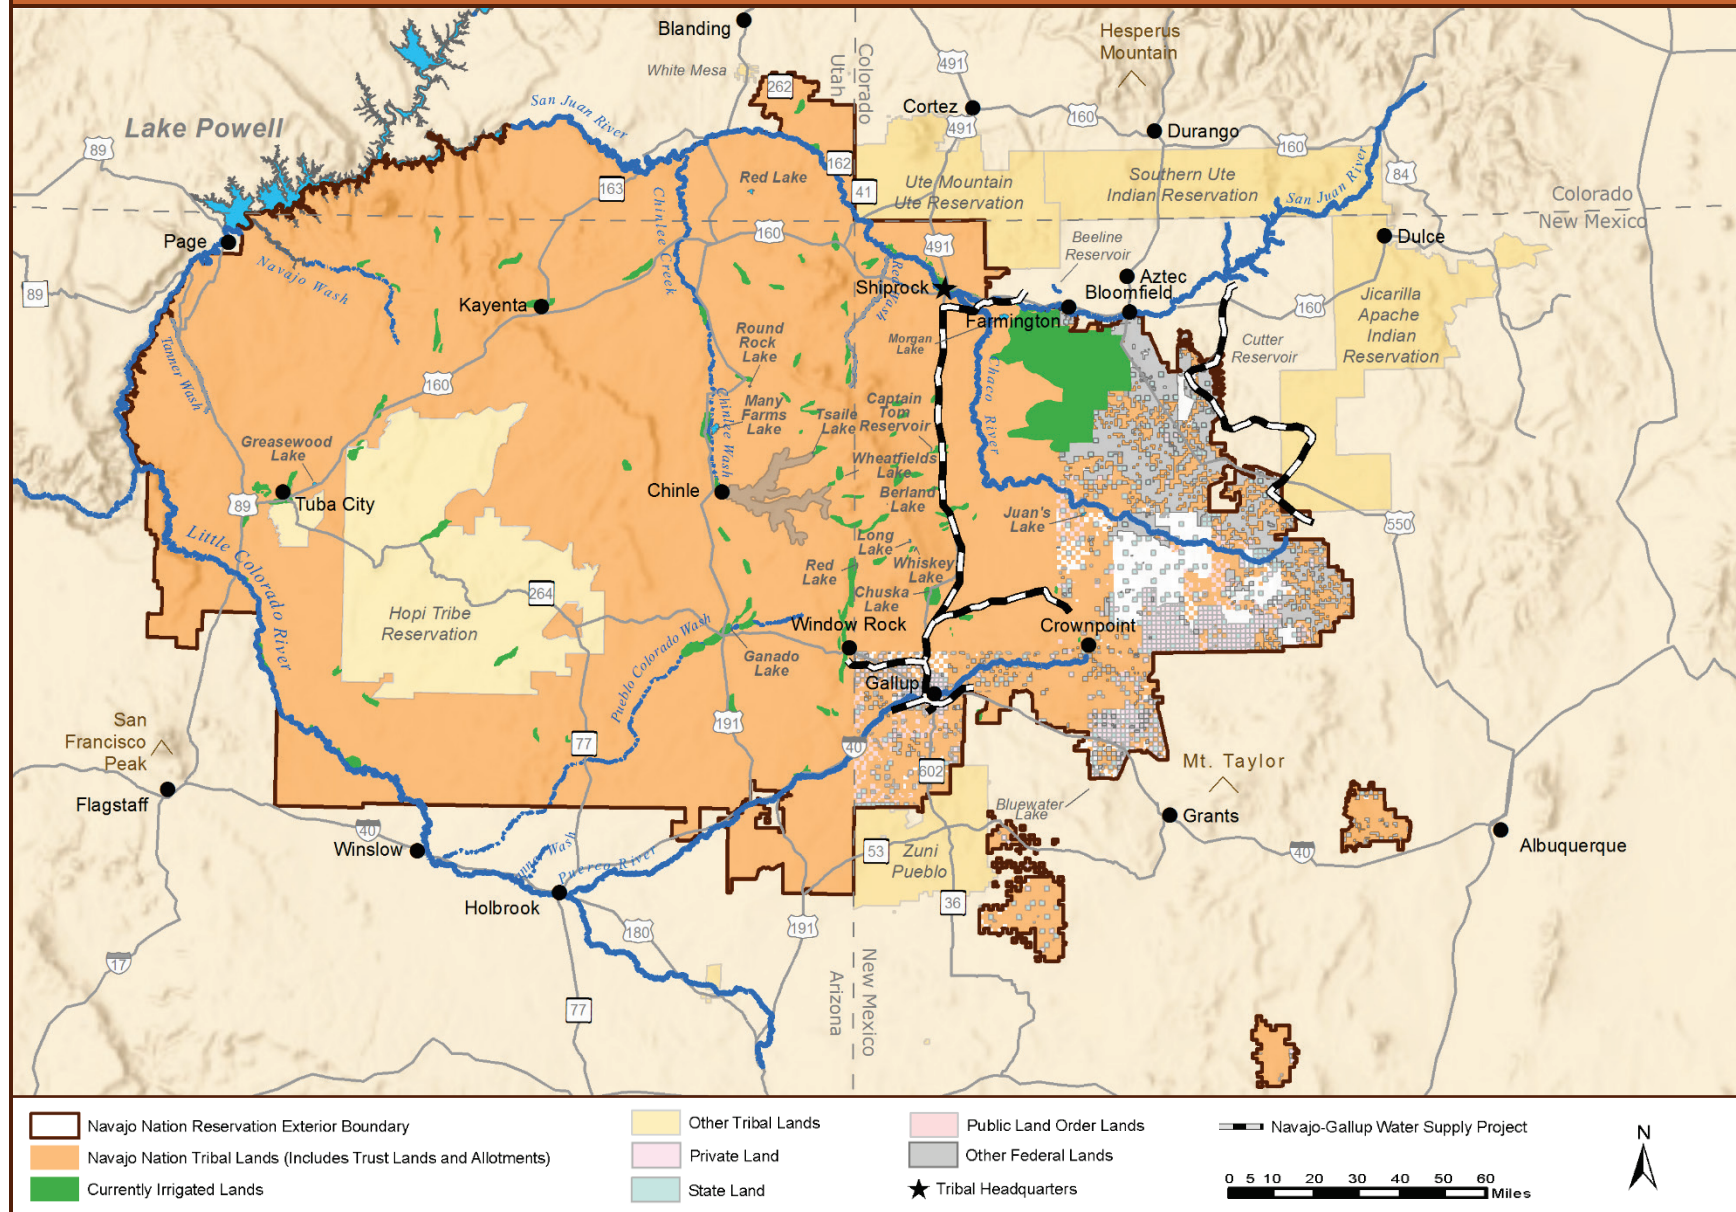 Blanding
White Mesa
262
Utah
Colorado
491
Hesperus
Mountain
Cortez
491
160
Durango
160
San Juan River
Lake Powell
89
163
162
41
Red Lake
Ute Mountain
Ute Reservation
Southern Ute
Indian Reservation
San Juan River
84
Colorado
New Mexico
Page
Navajo Wash
Chinlee Creek
160
491
Beeline
Reservoir
Dulce
89
Kayenta
Shiprock
Red Wash
Aztec
Bloomfield
Farmington
160
Jicarilla
Apache
Indian
Reservation
Cutter
Reservoir
Tanner Wash
Round
Rock
Lake
Morgan
Lake
Chaco River
160
Many
Farms
Lake
Chinlee Wash
Tsaile
Lake
Captain
Tom
Reservoir
Greasewood
Lake
Wheatfields
Lake
Tuba City
89
Chinle
Berland
Lake
Juan's
Lake
550
Little Colorado River
Long
Lake
Red
Lake
Whiskey
Lake
Chuska
Lake
264
Hopi Tribe
Reservation
Pueblo Colorado Wash
Window Rock
Crownpoint
Ganado
Lake
Gallup
San
Francisco
Peak
191
77
40
602
Mt. Taylor
Flagstaff
Bluewater
Lake
Grants
40
Winslow
Tanner Wash
Puerco River
53
Zuni
Pueblo
40
Albuquerque
Holbrook
36
180
191
17
77
Arizona
New Mexico
Navajo Nation Reservation Exterior Boundary
Navajo Nation Tribal Lands (Includes Trust Lands and Allotments)
Currently Irrigated Lands
Other Tribal Lands
Private Land
State Land
Public Land Order Lands
Other Federal Lands
Tribal Headquarters
Navajo-Gallup Water Supply Project
0 5 10 20 30 40 50 60
Miles
N